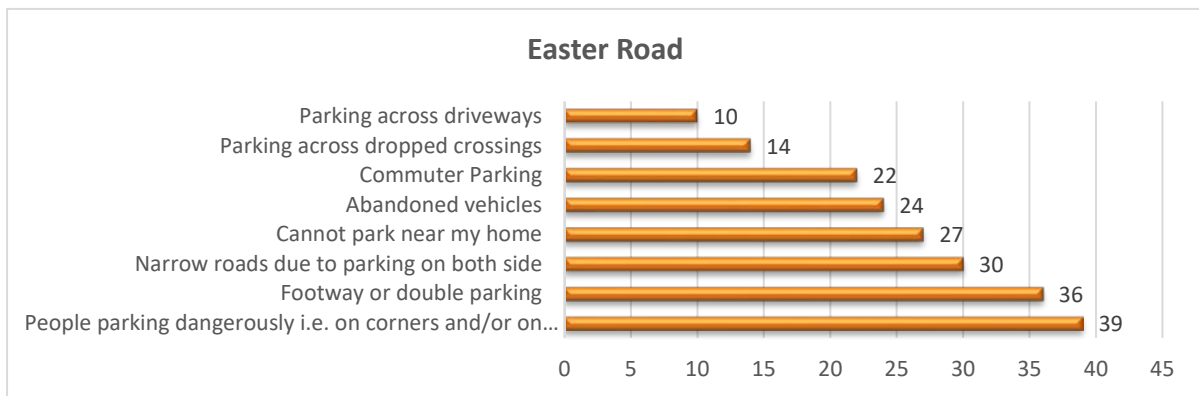 Easter Road
Parking across driveways 10
Parking across dropped crossings 14
Commuter Parking 22
Abandoned vehicles 24
Cannot park near my home 27
Narrow roads due to parking on both side 30
Footway or double parking 36
People parking dangerously i.e. on corners and/or on... 39
0 5 10 15 20 25 30 35 40 45